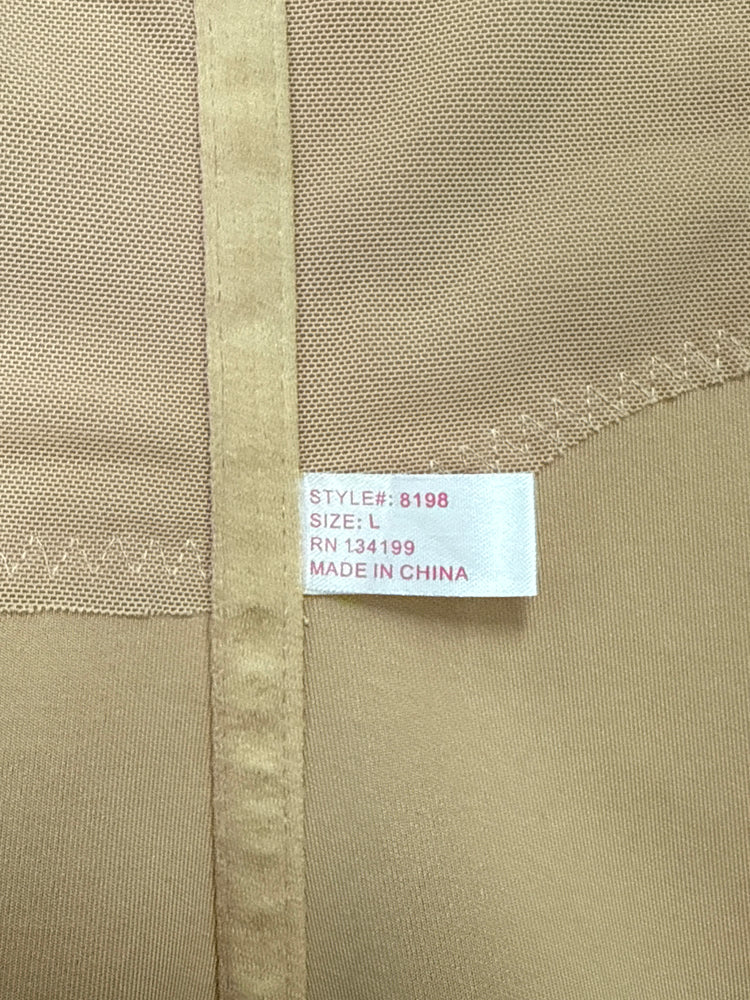 STYLE#: 8198
SIZE: L
RN 134199
MADE IN CHINA